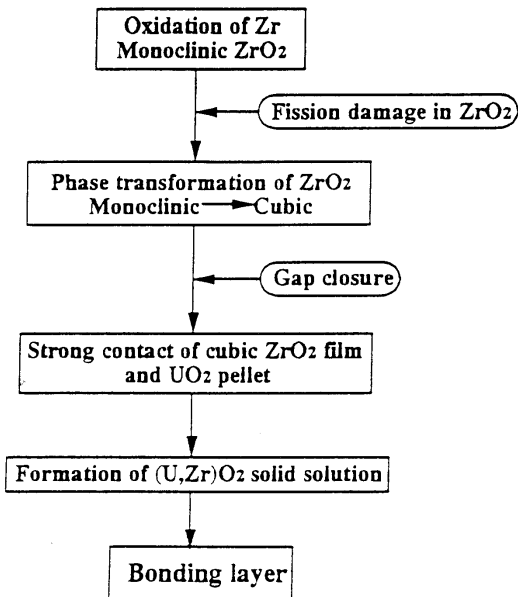 Oxidation of Zr
Monoclinic ZrO2
Fission damage in ZrO2
Phase transformation of ZrO2
Monoclinic → Cubic
Gap closure
Strong contact of cubic ZrO2 film
and UO2 pellet
Formation of (U,Zr)O2 solid solution
Bonding layer